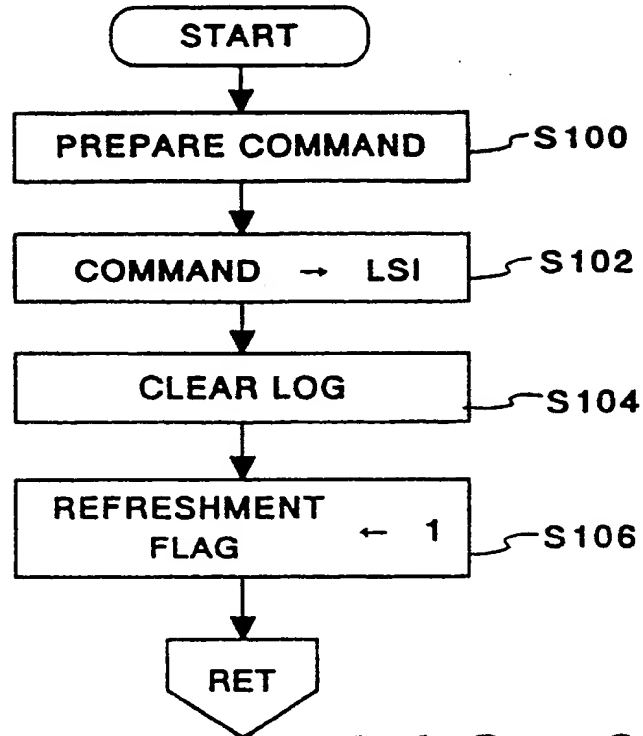 START
PREPARE COMMAND
S100
COMMAND → LSI
S102
CLEAR LOG
S104
REFRESHMENT
FLAG ← 1
S106
RET